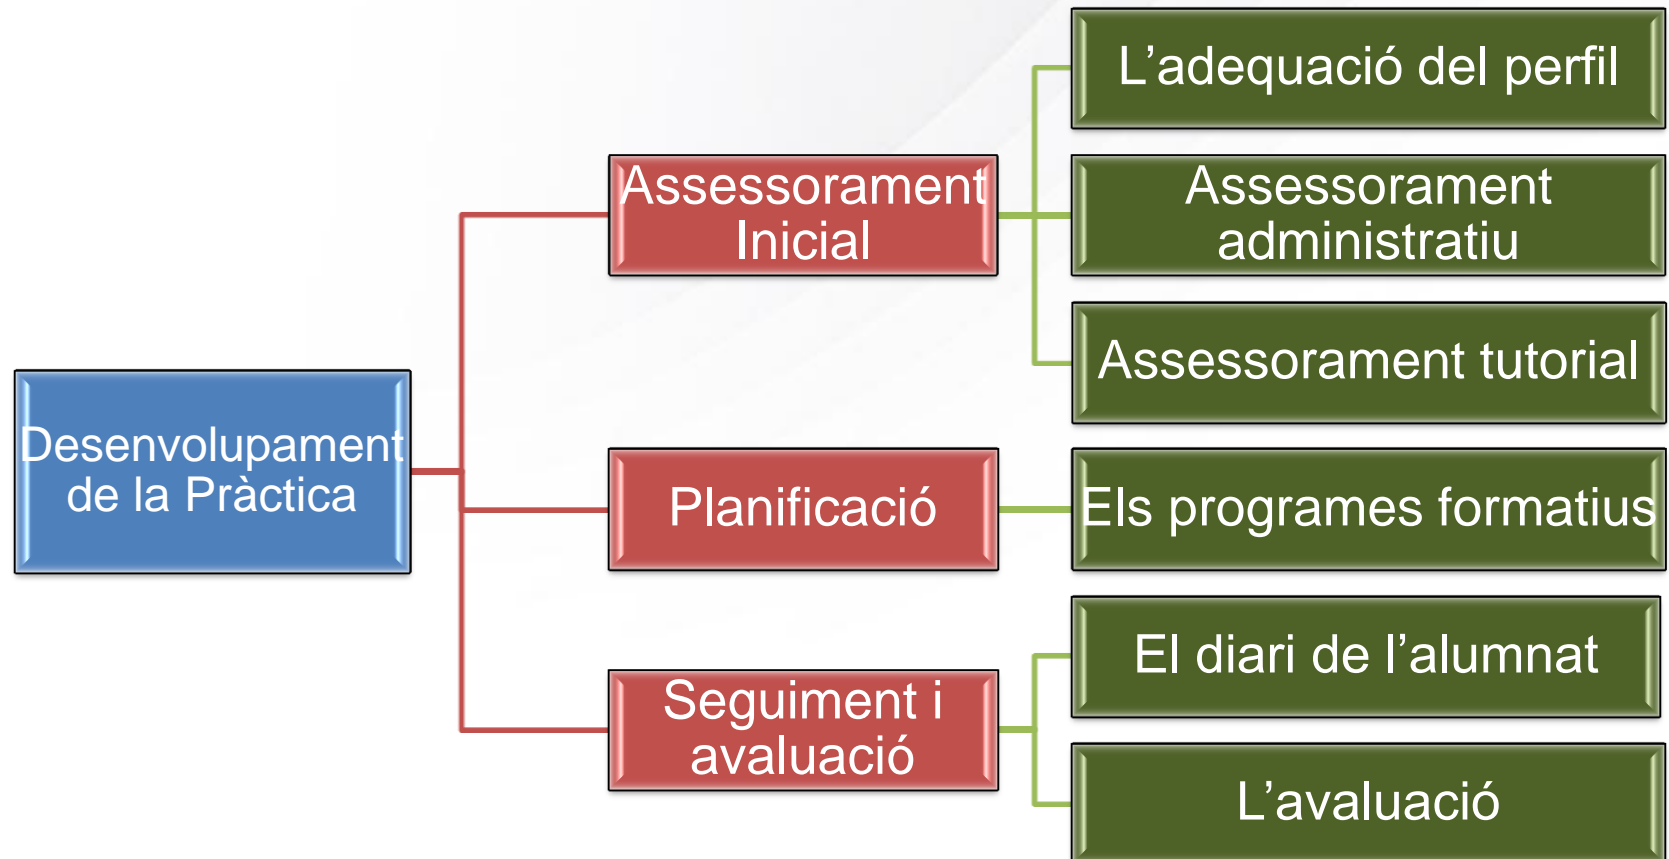 L’adequació del perfil
Assessorament
Inicial
Assessorament
administratiu
Assessorament tutorial
Desenvolupament
de la Pràctica
Planificació
Els programes formatius
Seguiment i
avaluació
El diari de l’alumnat
L’avaluació